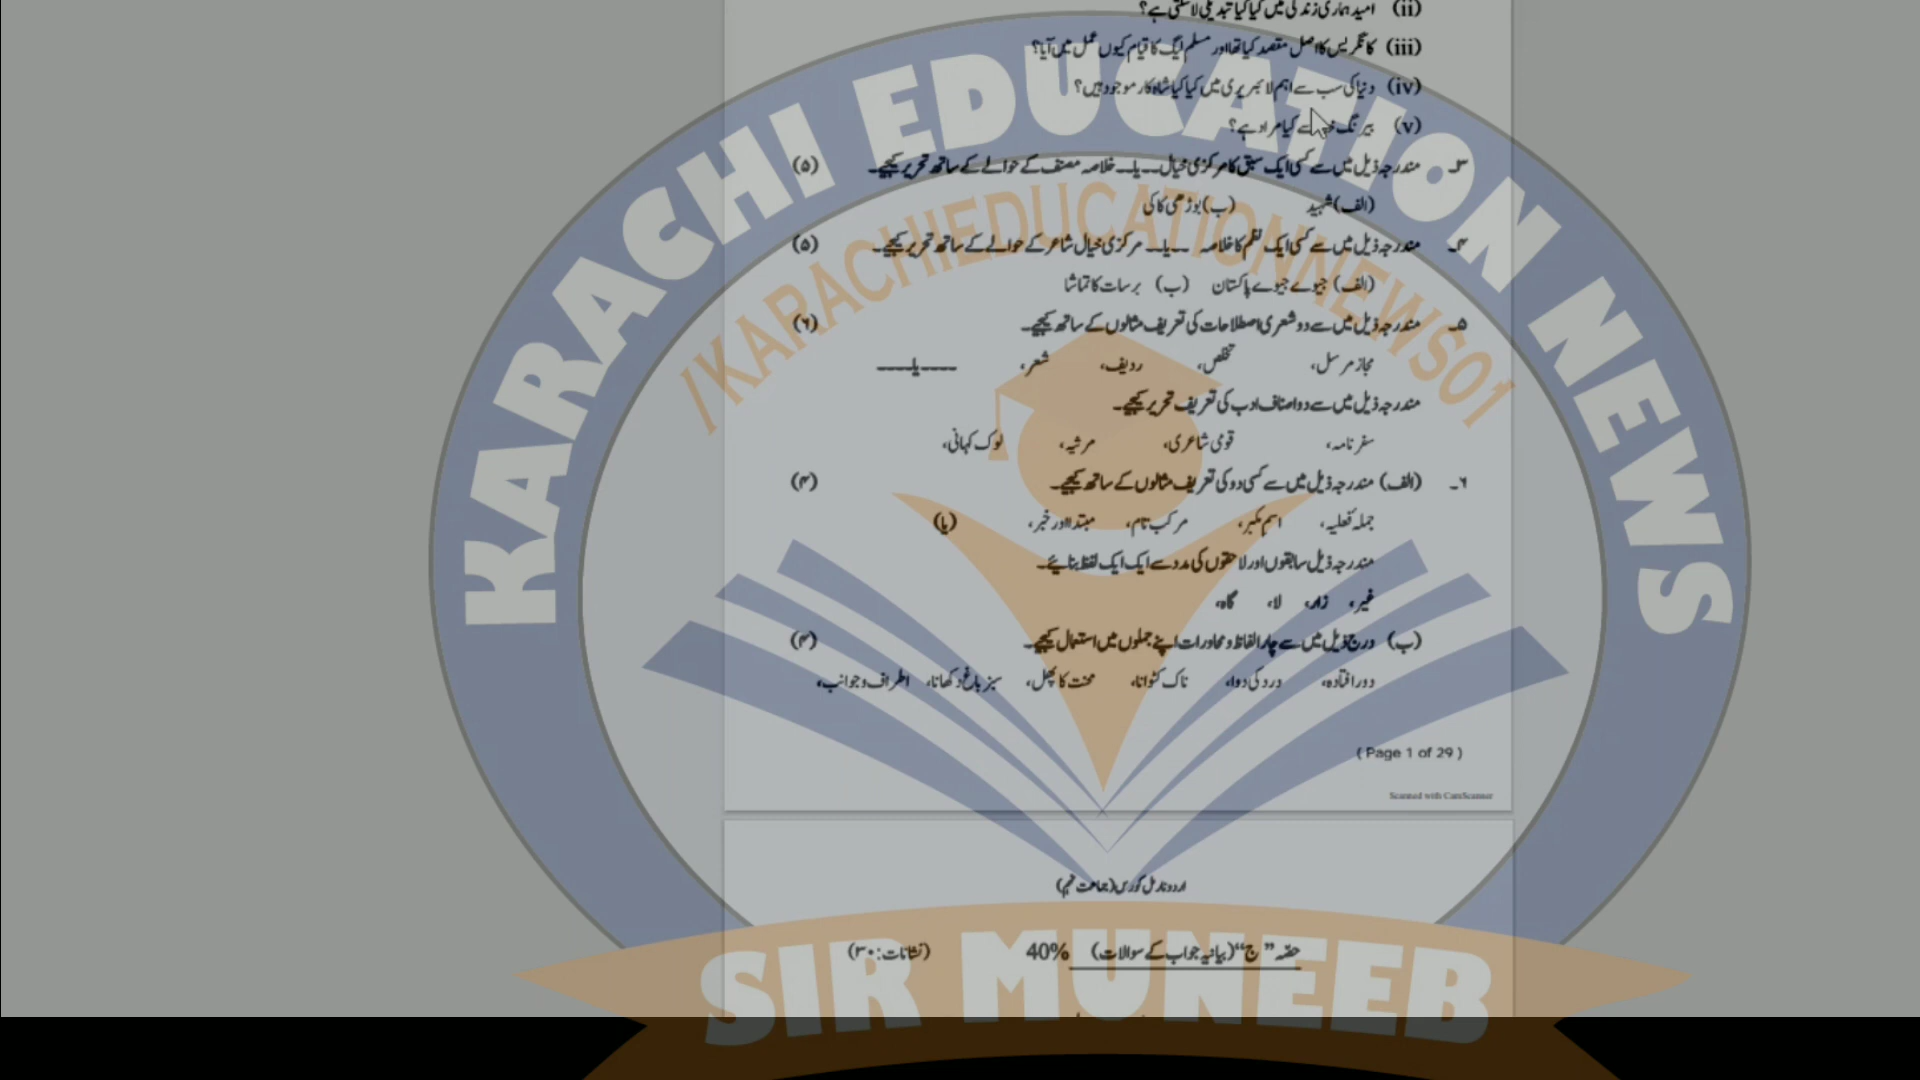 (ii) امید ہماری زندگی میں کیا کیا تبدیلی لاسکتی ہے؟
(iii) کانگریس کا اصل مقصد کیا تھا اور مسلم لیگ کا قیام کیوں عمل میں آیا؟
(iv) دنیا کی سب سے اہم لائبریری میں کیا کیا شاہکار موجود ہیں؟
(v) بیرنگ سے کیا مراد ہے؟
۳۔ مندرجہ ذیل میں سے کسی ایک سبق کا مرکزی خیال۔۔۔یا۔۔۔خلاصہ مصنف کے حوالے کے ساتھ تحریر کیجیے۔ (۵)
(الف) شہید (ب) بوڑھی کاکی
۴۔ مندرجہ ذیل میں سے کسی ایک نظم کا خلاصہ ۔۔۔یا۔۔۔ مرکزی خیال شاعر کے حوالے کے ساتھ تحریر کیجیے۔ (۵)
(الف) جیوے جیوے پاکستان (ب) برسات کا تماشا
۵۔ مندرجہ ذیل میں سے دو شعری اصطلاحات کی تعریف مثالوں کے ساتھ کیجیے۔ (۶)
مجاز مرسل، تخلص، ردیف، شعر، ۔۔۔۔یا۔۔۔۔
مندرجہ ذیل میں سے دو اصناف ادب کی تعریف تحریر کیجیے۔
سفرنامہ، قومی شاعری، مرثیہ، لوک کہانی،
۶۔ (الف) مندرجہ ذیل میں سے کسی دو کی تعریف مثالوں کے ساتھ کیجیے۔ (۴)
جملہ فعلیہ، اسم مکبر، مرکب تام، مبتدا اور خبر، (یا)
مندرجہ ذیل سابقوں اور لاحقوں کی مدد سے ایک ایک لفظ بنایئے۔
غیر، زار، لا، گاہ،
(ب) درج ذیل میں سے چار الفاظ و محاورات اپنے جملوں میں استعمال کیجیے۔ (۴)
دور افتادہ، درد کی دوا، ناک کٹوانا، محنت کا پھل، سبز باغ دکھانا، اطراف و جوانب،
( Page 1 of 29 )
Scanned with CamScanner
اردو نارمل کورس (جماعت نہم)
حصّہ ”ج“ (بیانیہ جواب کے سوالات) 40% (نشانات: ۳۰)
KARACHI EDUCATION NEWS
/KARACHIEDUCATIONNEWS01
SIR MUNEEB